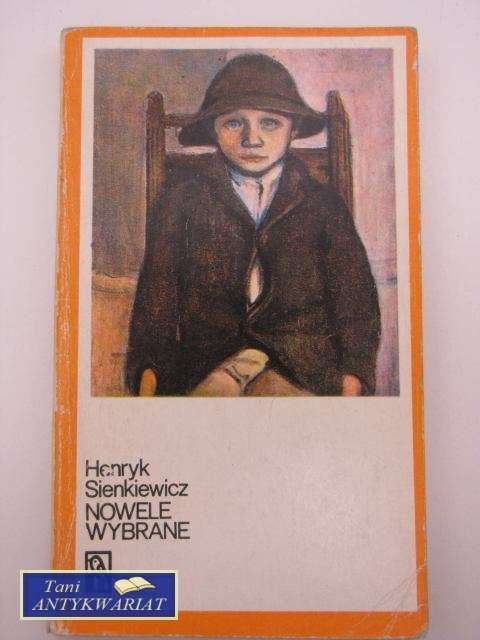 Henryk
Sienkiewicz
NOWELE
WYBRANE
Tani
ANTYKWARIAT